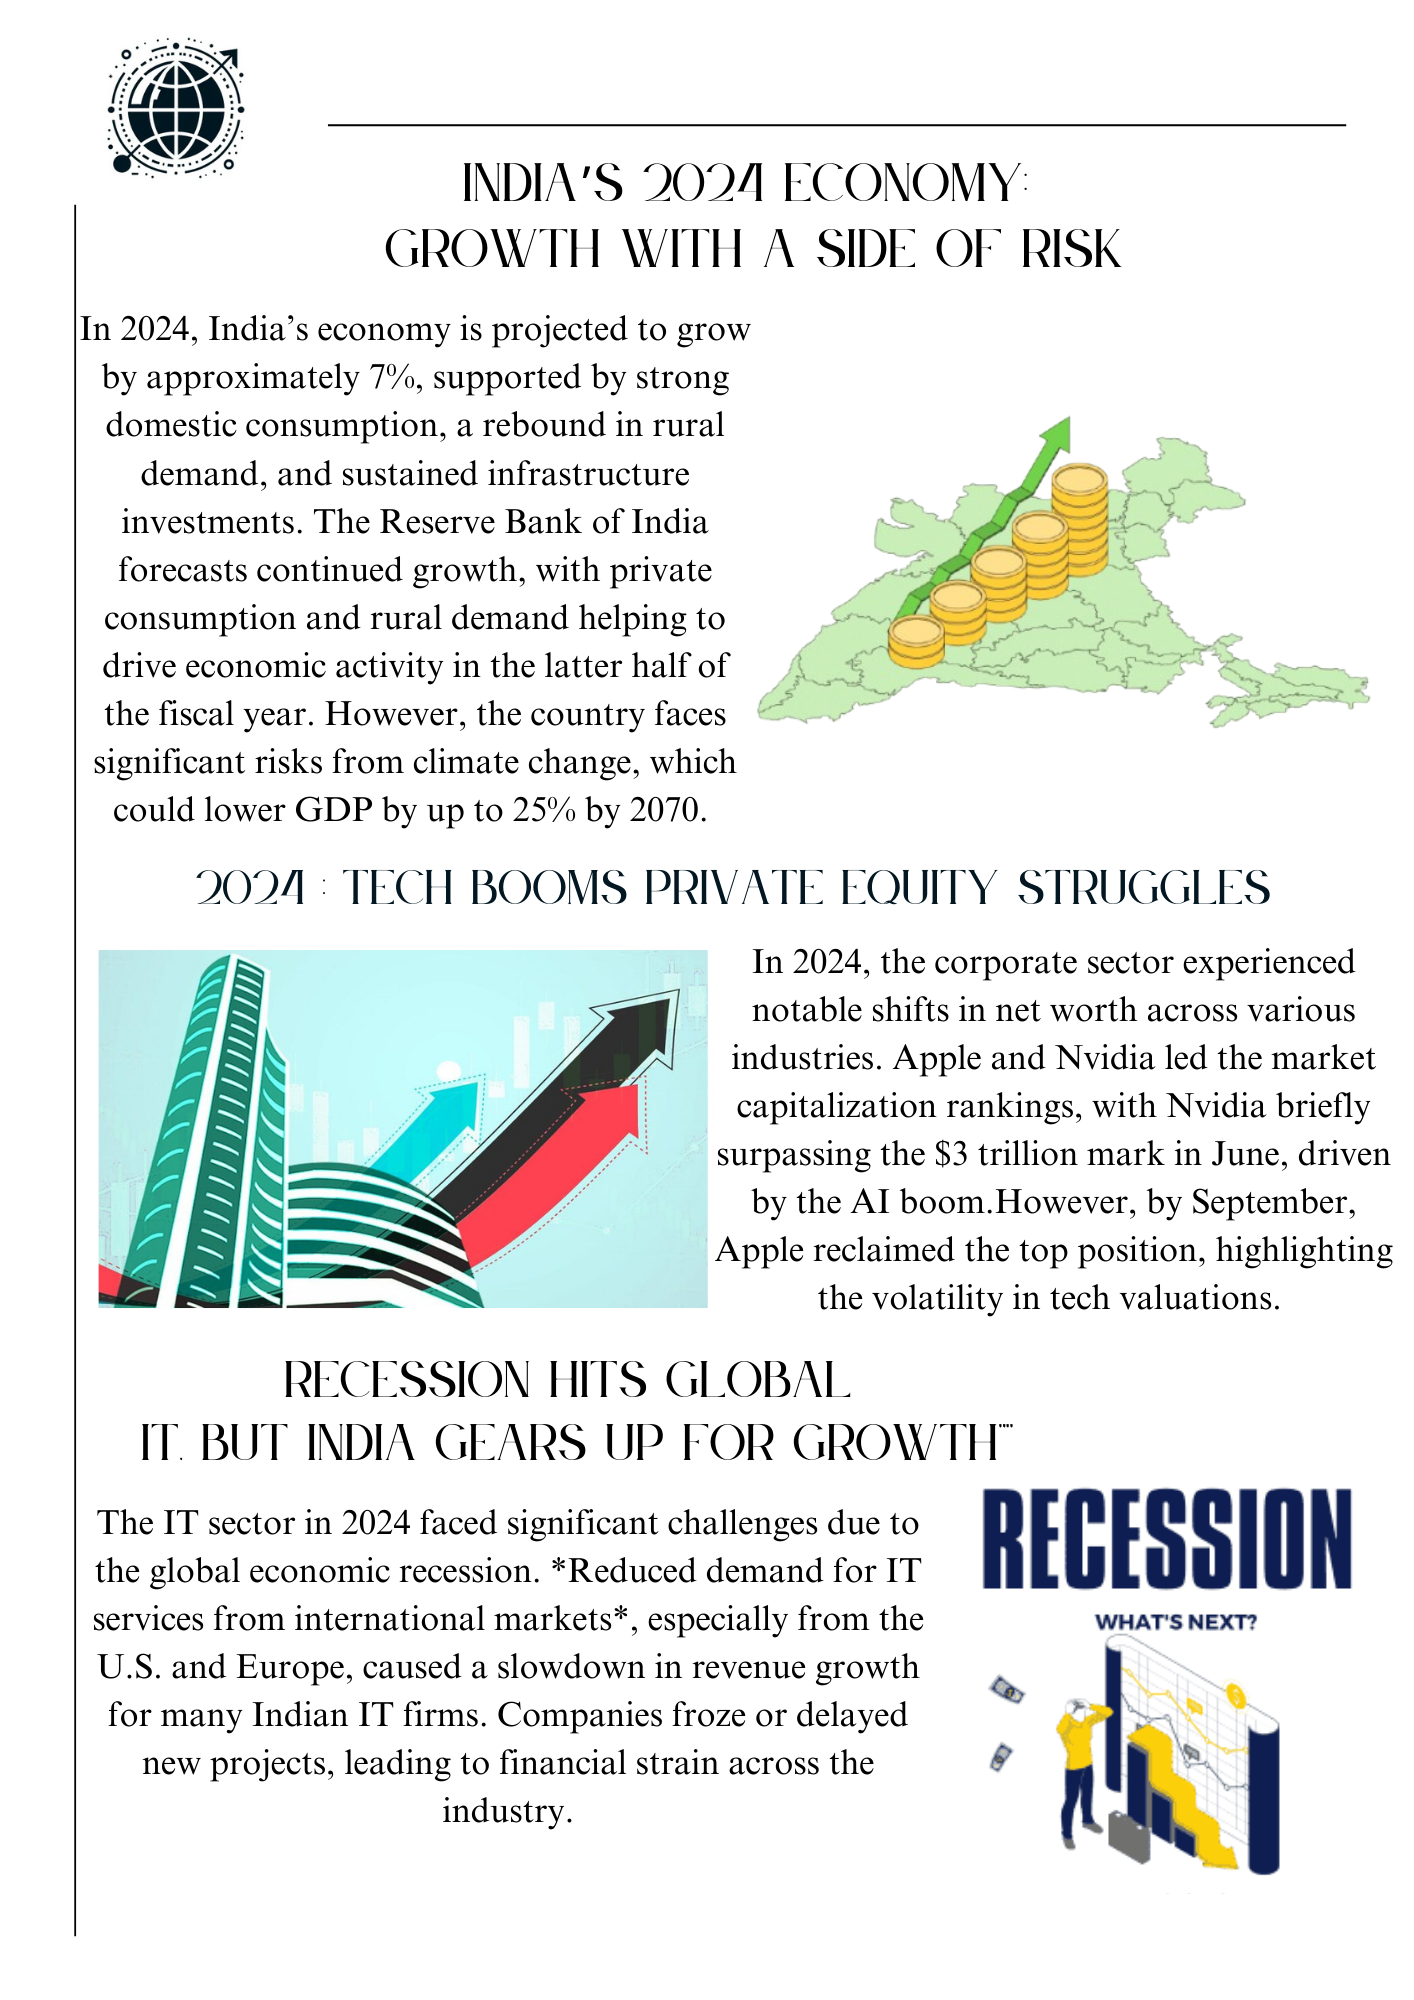 INDIA'S 2024 ECONOMY:
GROWTH WITH A SIDE OF RISK
In 2024, India’s economy is projected to grow
by approximately 7%, supported by strong
domestic consumption, a rebound in rural
demand, and sustained infrastructure
investments. The Reserve Bank of India
forecasts continued growth, with private
consumption and rural demand helping to
drive economic activity in the latter half of
the fiscal year. However, the country faces
significant risks from climate change, which
could lower GDP by up to 25% by 2070.
2024 : TECH BOOMS PRIVATE EQUITY STRUGGLES
In 2024, the corporate sector experienced
notable shifts in net worth across various
industries. Apple and Nvidia led the market
capitalization rankings, with Nvidia briefly
surpassing the $3 trillion mark in June, driven
by the AI boom.However, by September,
Apple reclaimed the top position, highlighting
the volatility in tech valuations.
RECESSION HITS GLOBAL
IT, BUT INDIA GEARS UP FOR GROWTH""
The IT sector in 2024 faced significant challenges due to
the global economic recession. *Reduced demand for IT
services from international markets*, especially from the
U.S. and Europe, caused a slowdown in revenue growth
for many Indian IT firms. Companies froze or delayed
new projects, leading to financial strain across the
industry.
RECESSION
WHAT'S NEXT?